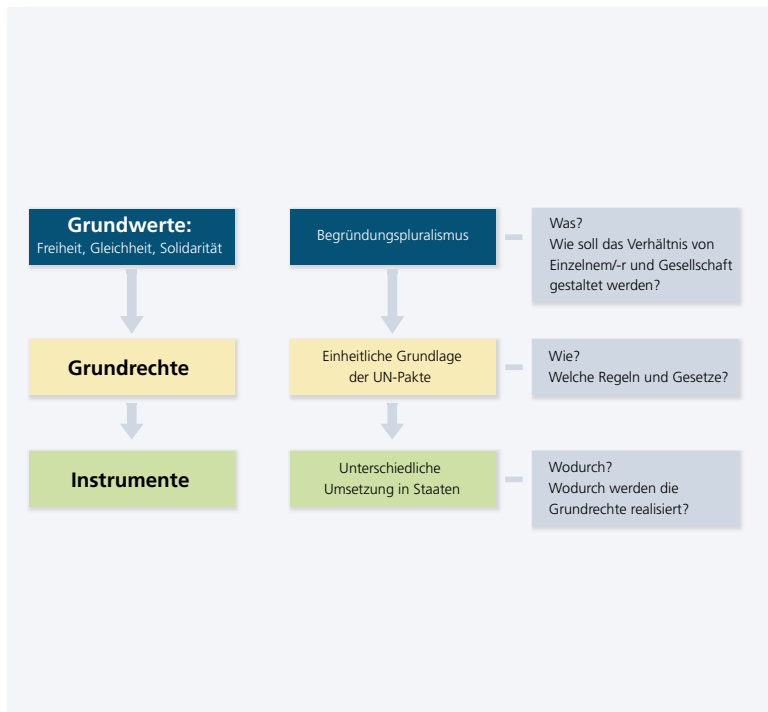 Grundwerte:
Freiheit, Gleichheit, Solidarität
Begründungspluralismus
Was?
Wie soll das Verhältnis von
Einzelnem/-r und Gesellschaft
gestaltet werden?
Grundrechte
Einheitliche Grundlage
der UN-Pakte
Wie?
Welche Regeln und Gesetze?
Instrumente
Unterschiedliche
Umsetzung in Staaten
Wodurch?
Wodurch werden die
Grundrechte realisiert?